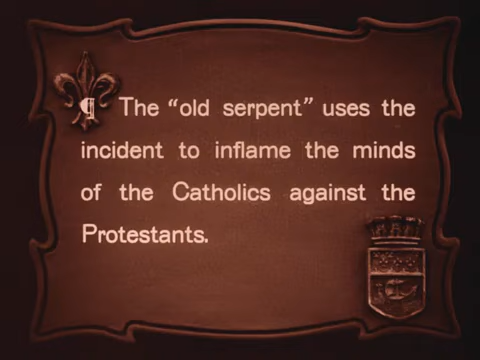 ¶ The “old serpent” uses the
incident to inflame the minds
of the Catholics against the
Protestants.